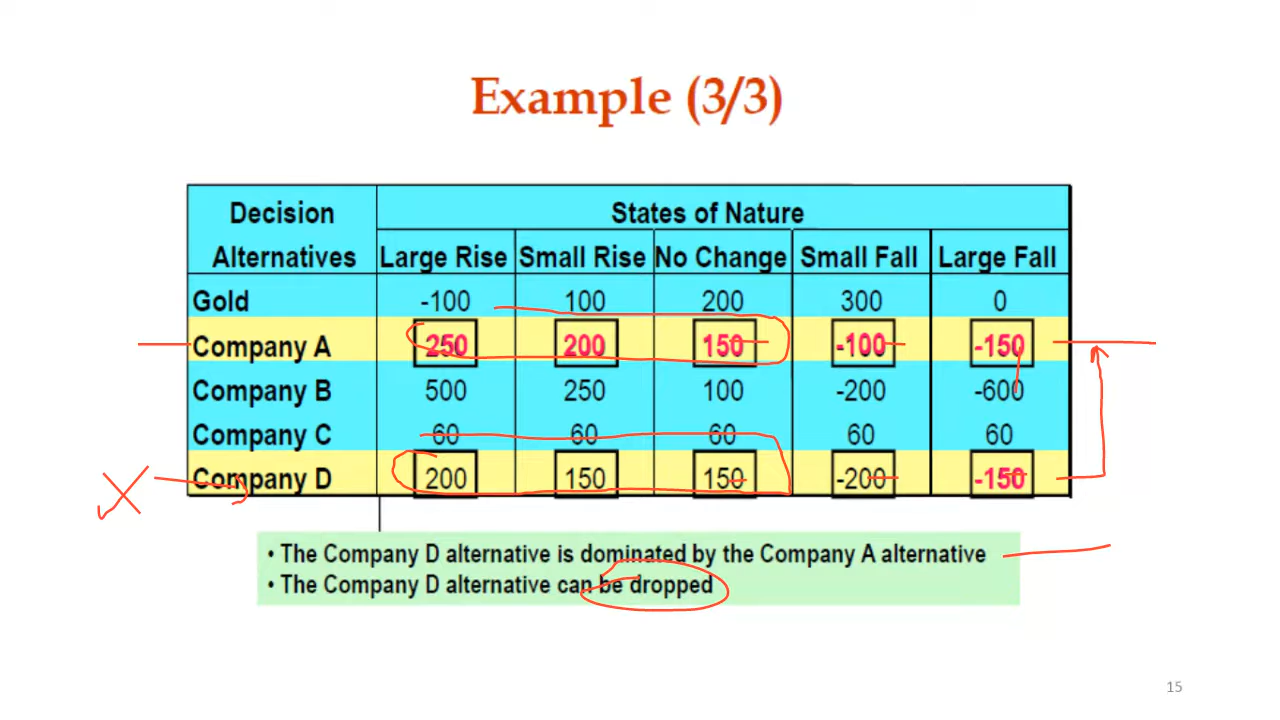 Example (3/3)
Decision Alternatives States of Nature
Large Rise Small Rise No Change Small Fall Large Fall
Gold -100 100 200 300 0
Company A 250 200 150 -100 -150
Company B 500 250 100 -200 -600
Company C 60 60 60 60 60
Company D 200 150 150 -200 -150
• The Company D alternative is dominated by the Company A alternative
• The Company D alternative can be dropped
15